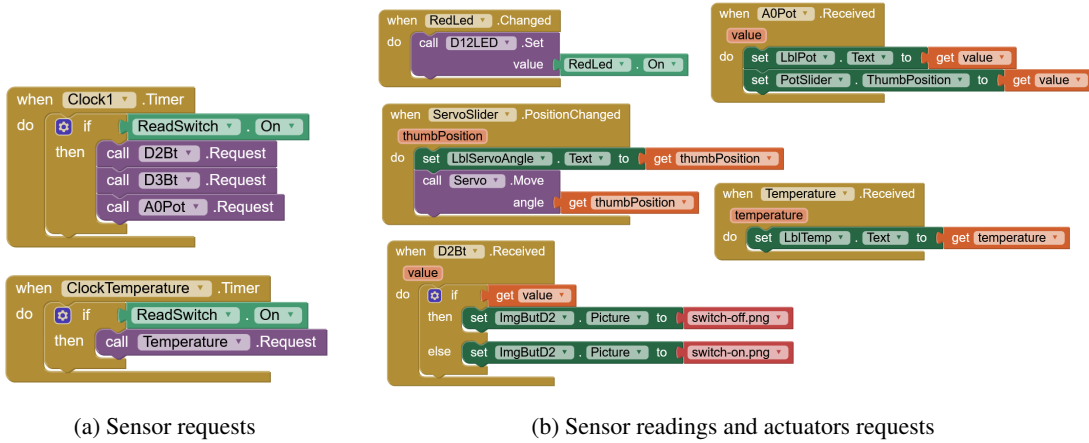 when Clock1 .Timer
do if ReadSwitch . On
then call D2Bt .Request
call D3Bt .Request
call A0Pot .Request
when ClockTemperature .Timer
do if ReadSwitch . On
then call Temperature .Request
(a) Sensor requests
when RedLed .Changed
do call D12LED .Set
value RedLed . On
when ServoSlider .PositionChanged
thumbPosition
do set LblServoAngle . Text to get thumbPosition
call Servo .Move
angle get thumbPosition
when D2Bt .Received
value
do if get value
then set ImgButD2 . Picture to switch-off.png
else set ImgButD2 . Picture to switch-on.png
when A0Pot .Received
value
do set LblPot . Text to get value
set PotSlider . ThumbPosition to get value
when Temperature .Received
temperature
do set LblTemp . Text to get temperature
(b) Sensor readings and actuators requests